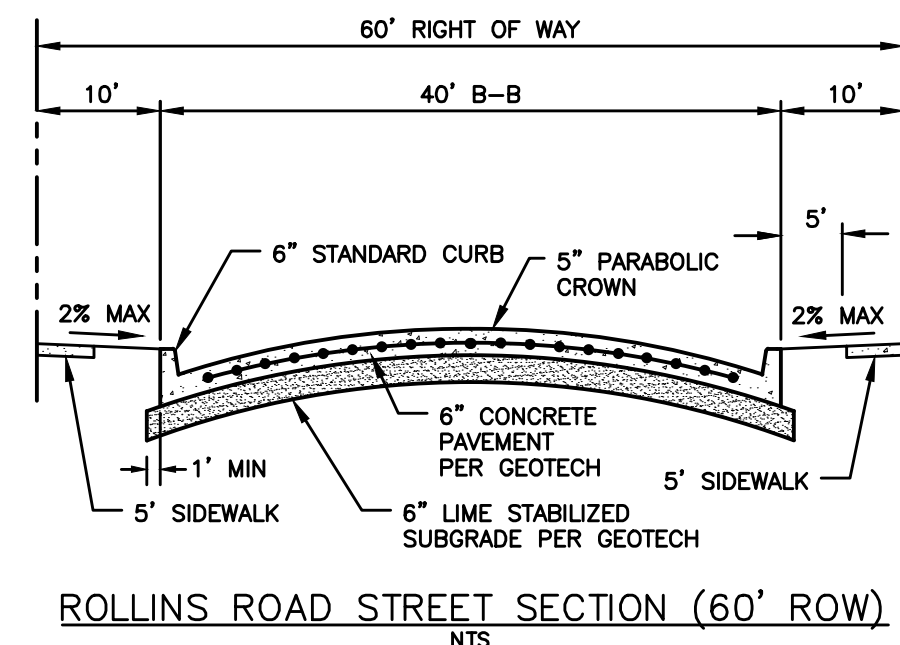 60' RIGHT OF WAY
10'
40' B-B
10'
5'
6" STANDARD CURB
5" PARABOLIC
CROWN
2% MAX
2% MAX
6" CONCRETE
PAVEMENT
PER GEOTECH
1' MIN
5' SIDEWALK
5' SIDEWALK
6" LIME STABILIZED
SUBGRADE PER GEOTECH
ROLLINS ROAD STREET SECTION (60' ROW)
NTS